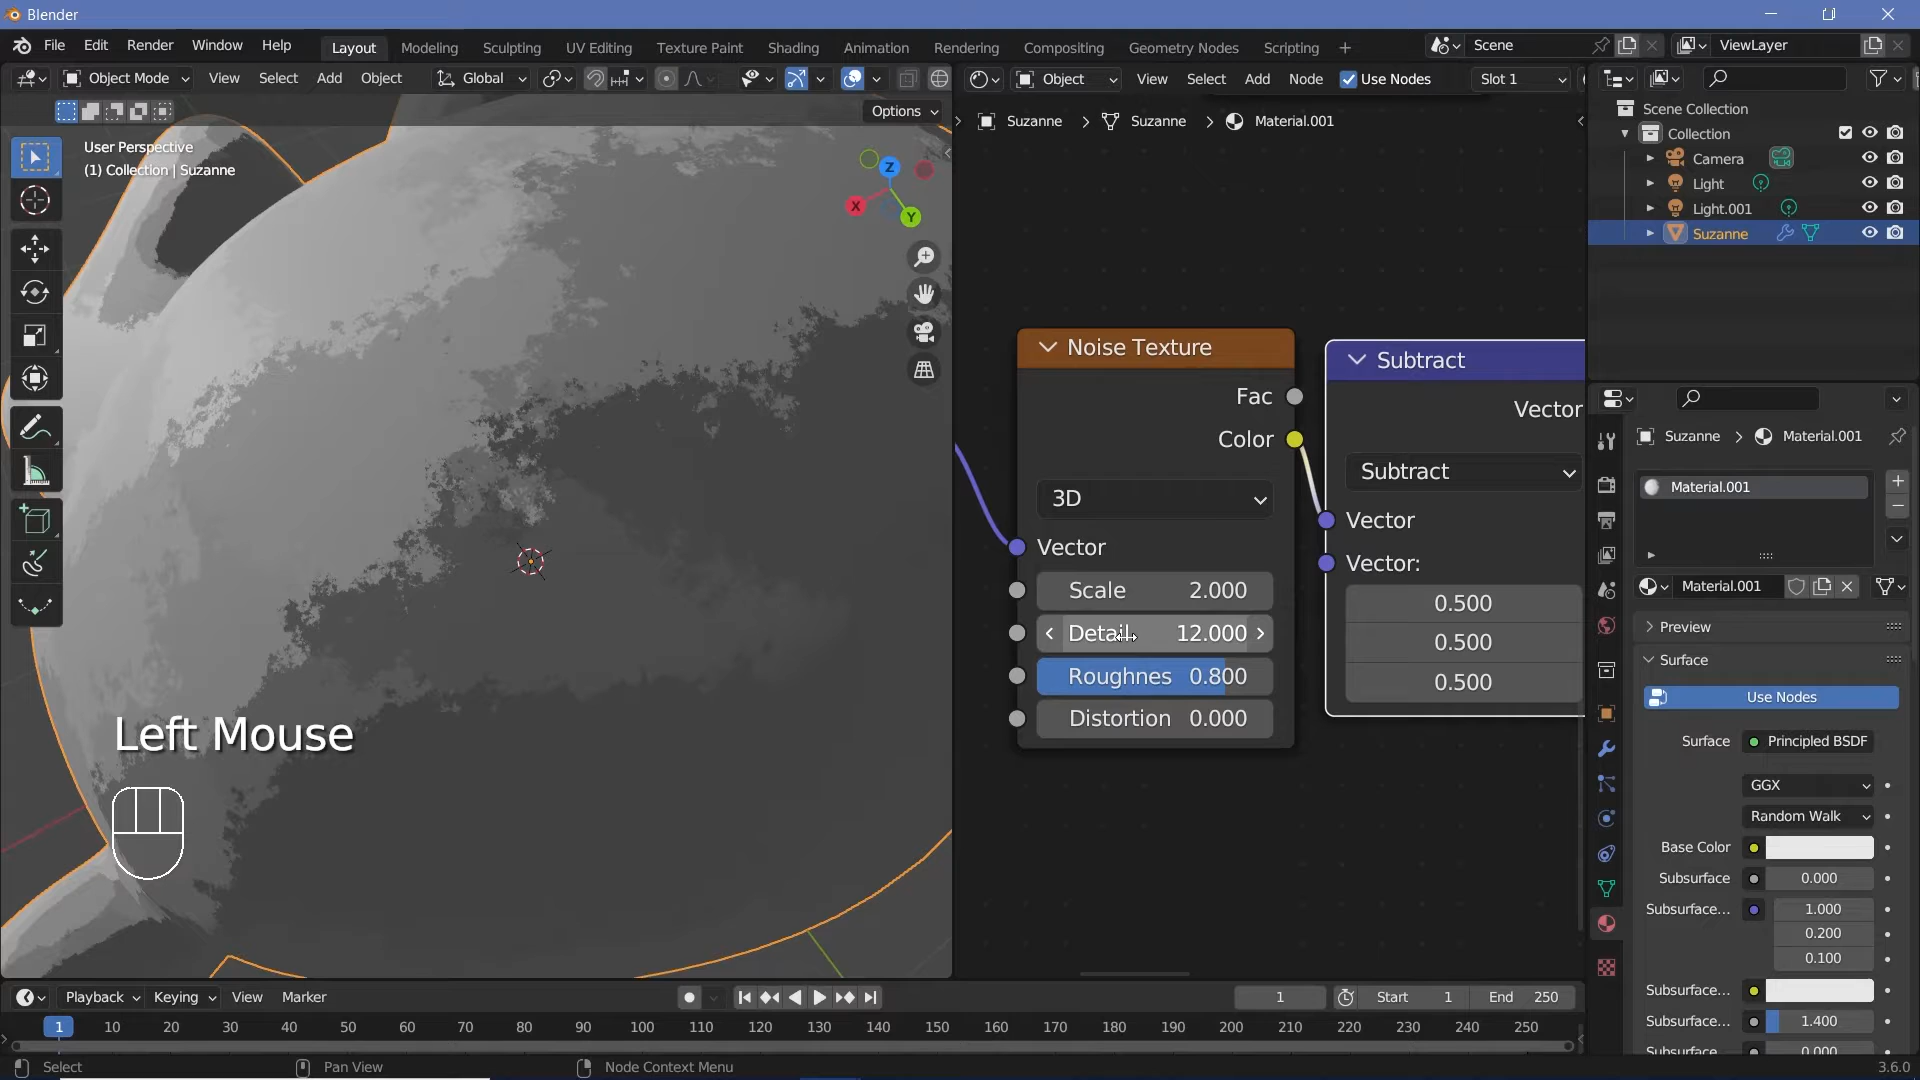 Blender
File Edit Render Window Help
Layout Modeling Sculpting UV Editing Texture Paint Shading Animation Rendering Compositing Geometry Nodes Scripting +
Scene
ViewLayer
Object Mode View Select Add Object Global
Options
User Perspective
(1) Collection | Suzanne
Z
X
Y
Left Mouse
Object View Select Add Node Use Nodes Slot 1
Suzanne > Suzanne > Material.001
Noise Texture
Fac
Color
3D
Vector
Scale 2.000
Detail 12.000
Roughnes 0.800
Distortion 0.000
Subtract
Vector
Subtract
Vector
Vector:
0.500
0.500
0.500
Scene Collection
Collection
Camera
Light
Light.001
Suzanne
Suzanne > Material.001
Material.001
Material.001
Preview
Surface
Use Nodes
Surface Principled BSDF
GGX
Random Walk
Base Color
Subsurface 0.000
Subsurface... 1.000
0.200
0.100
Subsurface...
Subsurface... 1.400
Subsurface... 0.000
Playback Keying View Marker
1 Start 1 End 250
1 10 20 30 40 50 60 70 80 90 100 110 120 130 140 150 160 170 180 190 200 210 220 230 240 250
Select Pan View Node Context Menu 3.6.0